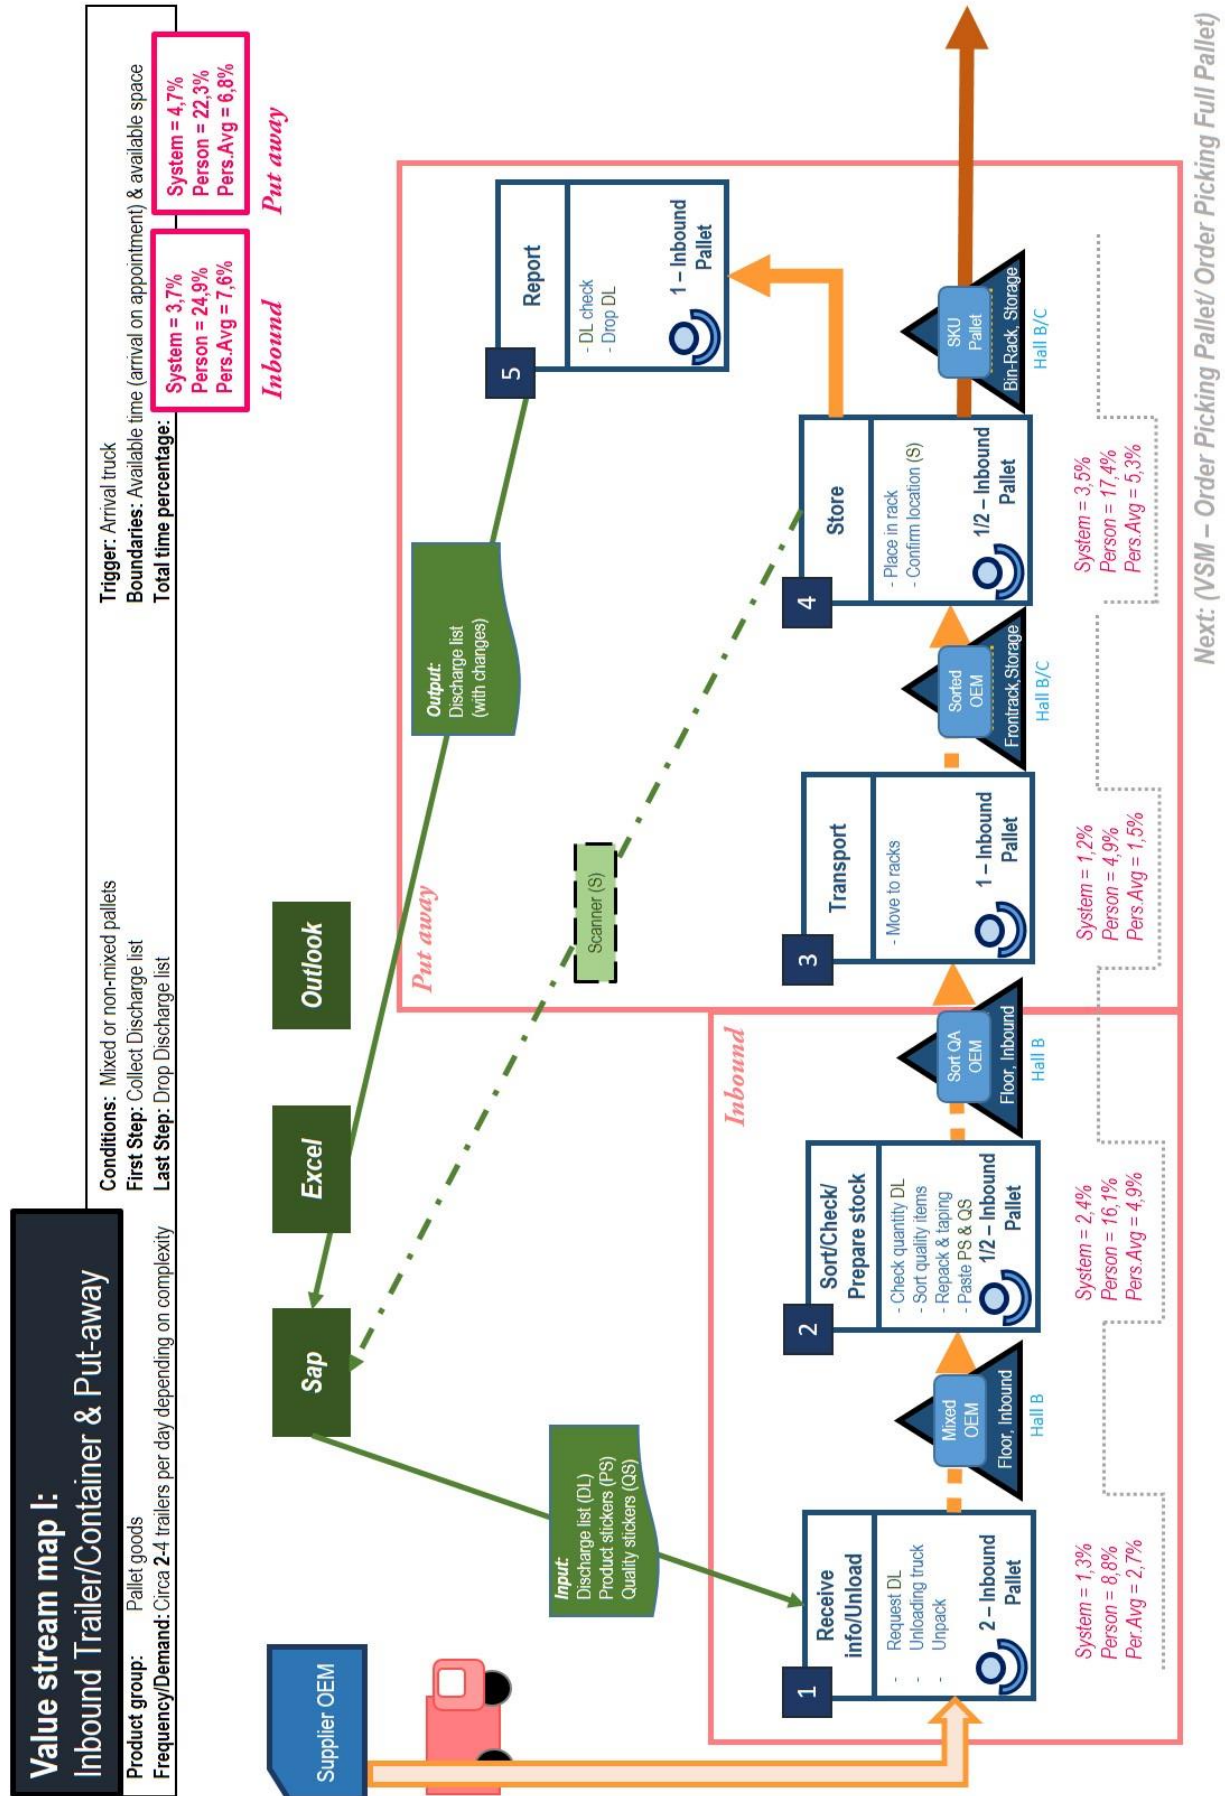 Value stream map I:
Inbound Trailer/Container & Put-away
Product group: Pallet goods
Frequency/Demand: Circa 2-4 trailers per day depending on complexity
Conditions: Mixed or non-mixed pallets
First Step: Collect Discharge list
Last Step: Drop Discharge list
Trigger: Arrival truck
Boundaries: Available time (arrival on appointment) & available space
Total time percentage:
System = 3,7%
Person = 24,9%
Pers.Avg = 7,6%
Inbound
System = 4,7%
Person = 22,3%
Pers.Avg = 6,8%
Put away
Supplier OEM
Sap
Excel
Outlook
Input:
Discharge list (DL)
Product stickers (PS)
Quality stickers (QS)
Scanner (S)
Output:
Discharge list
(with changes)
Put away
Inbound
1
Receive
info/Unload
- Request DL
- Unloading truck
- Unpack
2 – Inbound
Pallet
Mixed
OEM
Floor, Inbound
Hall B
2
Sort/Check/
Prepare stock
- Check quantity DL
- Sort quality items
- Repack & taping
- Paste PS & QS
1/2 – Inbound
Pallet
Sort QA
OEM
Floor, Inbound
Hall B
3
Transport
- Move to racks
1 – Inbound
Pallet
Sorted
OEM
Frontrack,Storage
Hall B/C
4
Store
- Place in rack
- Confirm location (S)
1/2 – Inbound
Pallet
SKU
Pallet
Bin-Rack, Storage
Hall B/C
5
Report
- DL check
- Drop DL
1 – Inbound
Pallet
System = 1,3%
Person = 8,8%
Per.Avg = 2,7%
System = 2,4%
Person = 16,1%
Pers.Avg = 4,9%
System = 1,2%
Person = 4,9%
Pers.Avg = 1,5%
System = 3,5%
Person = 17,4%
Pers.Avg = 5,3%
Next: (VSM – Order Picking Pallet/ Order Picking Full Pallet)